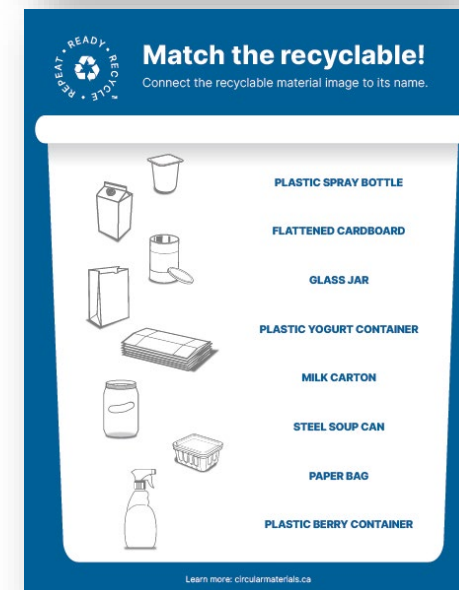 READY • RECYCLE • REPEAT •
Match the recyclable!
Connect the recyclable material image to its name.
PLASTIC SPRAY BOTTLE
FLATTENED CARDBOARD
GLASS JAR
PLASTIC YOGURT CONTAINER
MILK CARTON
STEEL SOUP CAN
PAPER BAG
PLASTIC BERRY CONTAINER
Learn more: circularmaterials.ca